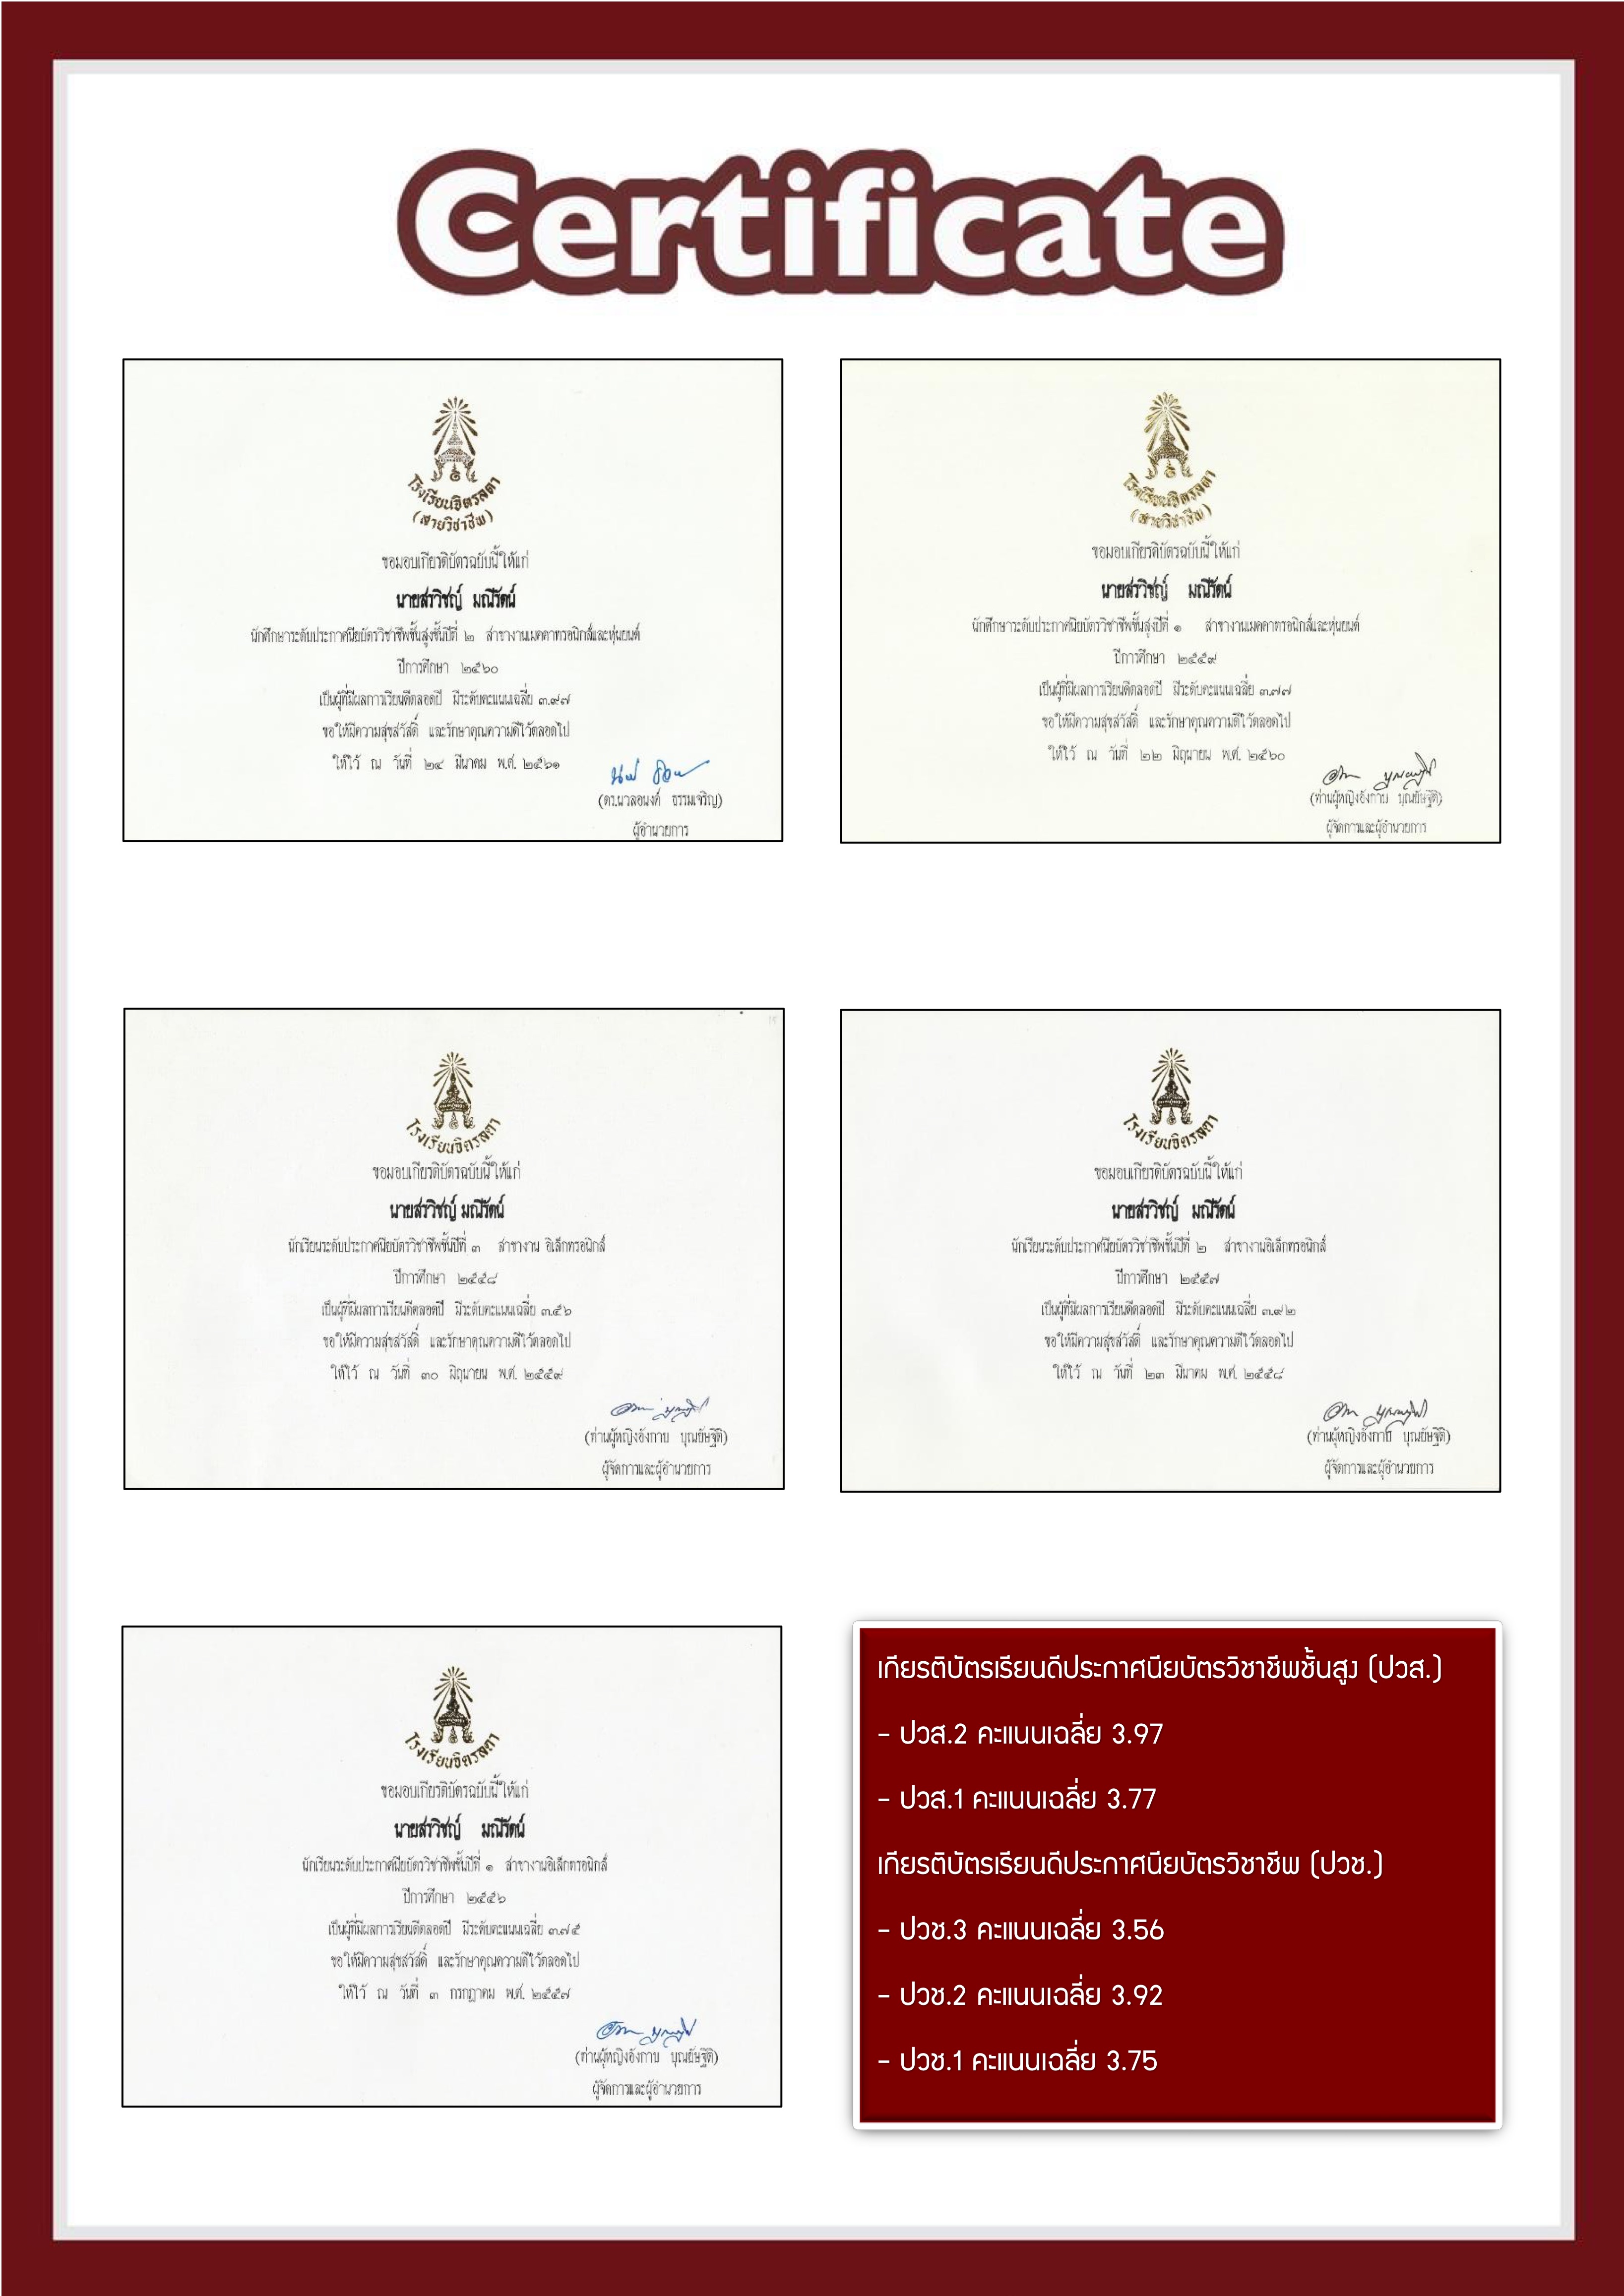 Certificate
โรงเรียนจิตรลดา
(สายวิชาชีพ)
ขอมอบเกียรติบัตรฉบับนี้ให้แก่
นายสรวิชญ์ มณีรัตน์
นักศึกษาระดับประกาศนียบัตรวิชาชีพชั้นสูงชั้นปีที่ ๒ สาขางานเมคคาทรอนิกส์และหุ่นยนต์
ปีการศึกษา ๒๕๖๐
เป็นผู้ที่มีผลการเรียนดีตลอดปี มีระดับคะแนนเฉลี่ย ๓.๙๗
ขอให้มีความสุขสวัสดิ์ และรักษาคุณความดีไว้ตลอดไป
ให้ไว้ ณ วันที่ ๒๔ มีนาคม พ.ศ. ๒๕๖๑
(ดร.นวลอนงค์ ธรรมเจริญ)
ผู้อำนวยการ
โรงเรียนจิตรลดา
(สายวิชาชีพ)
ขอมอบเกียรติบัตรฉบับนี้ให้แก่
นายสรวิชญ์ มณีรัตน์
นักศึกษาระดับประกาศนียบัตรวิชาชีพชั้นสูงปีที่ ๑ สาขางานเมคคาทรอนิกส์และหุ่นยนต์
ปีการศึกษา ๒๕๕๙
เป็นผู้ที่มีผลการเรียนดีตลอดปี มีระดับคะแนนเฉลี่ย ๓.๗๗
ขอให้มีความสุขสวัสดิ์ และรักษาคุณความดีไว้ตลอดไป
ให้ไว้ ณ วันที่ ๒๒ มิถุนายน พ.ศ. ๒๕๖๐
(ท่านผู้หญิงอังกาบ บุณยัษฐิติ)
ผู้จัดการและผู้อำนวยการ
โรงเรียนจิตรลดา
ขอมอบเกียรติบัตรฉบับนี้ให้แก่
นายสรวิชญ์ มณีรัตน์
นักเรียนระดับประกาศนียบัตรวิชาชีพชั้นปีที่ ๓ สาขางาน อิเล็กทรอนิกส์
ปีการศึกษา ๒๕๕๘
เป็นผู้ที่มีผลการเรียนดีตลอดปี มีระดับคะแนนเฉลี่ย ๓.๕๖
ขอให้มีความสุขสวัสดิ์ และรักษาคุณความดีไว้ตลอดไป
ให้ไว้ ณ วันที่ ๓๐ มิถุนายน พ.ศ. ๒๕๕๙
(ท่านผู้หญิงอังกาบ บุณยัษฐิติ)
ผู้จัดการและผู้อำนวยการ
โรงเรียนจิตรลดา
ขอมอบเกียรติบัตรฉบับนี้ให้แก่
นายสรวิชญ์ มณีรัตน์
นักเรียนระดับประกาศนียบัตรวิชาชีพชั้นปีที่ ๒ สาขางานอิเล็กทรอนิกส์
ปีการศึกษา ๒๕๕๗
เป็นผู้ที่มีผลการเรียนดีตลอดปี มีระดับคะแนนเฉลี่ย ๓.๙๒
ขอให้มีความสุขสวัสดิ์ และรักษาคุณความดีไว้ตลอดไป
ให้ไว้ ณ วันที่ ๒๓ มีนาคม พ.ศ. ๒๕๕๘
(ท่านผู้หญิงอังกาบ บุณยัษฐิติ)
ผู้จัดการและผู้อำนวยการ
โรงเรียนจิตรลดา
ขอมอบเกียรติบัตรฉบับนี้ให้แก่
นายสรวิชญ์ มณีรัตน์
นักเรียนระดับประกาศนียบัตรวิชาชีพชั้นปีที่ ๑ สาขางานอิเล็กทรอนิกส์
ปีการศึกษา ๒๕๕๖
เป็นผู้ที่มีผลการเรียนดีตลอดปี มีระดับคะแนนเฉลี่ย ๓.๗๕
ขอให้มีความสุขสวัสดิ์ และรักษาคุณความดีไว้ตลอดไป
ให้ไว้ ณ วันที่ ๓ กรกฎาคม พ.ศ. ๒๕๕๗
(ท่านผู้หญิงอังกาบ บุณยัษฐิติ)
ผู้จัดการและผู้อำนวยการ
เกียรติบัตรเรียนดีประกาศนียบัตรวิชาชีพชั้นสูง (ปวส.)
- ปวส.2 คะแนนเฉลี่ย 3.97
- ปวส.1 คะแนนเฉลี่ย 3.77
เกียรติบัตรเรียนดีประกาศนียบัตรวิชาชีพ (ปวช.)
- ปวช.3 คะแนนเฉลี่ย 3.56
- ปวช.2 คะแนนเฉลี่ย 3.92
- ปวช.1 คะแนนเฉลี่ย 3.75